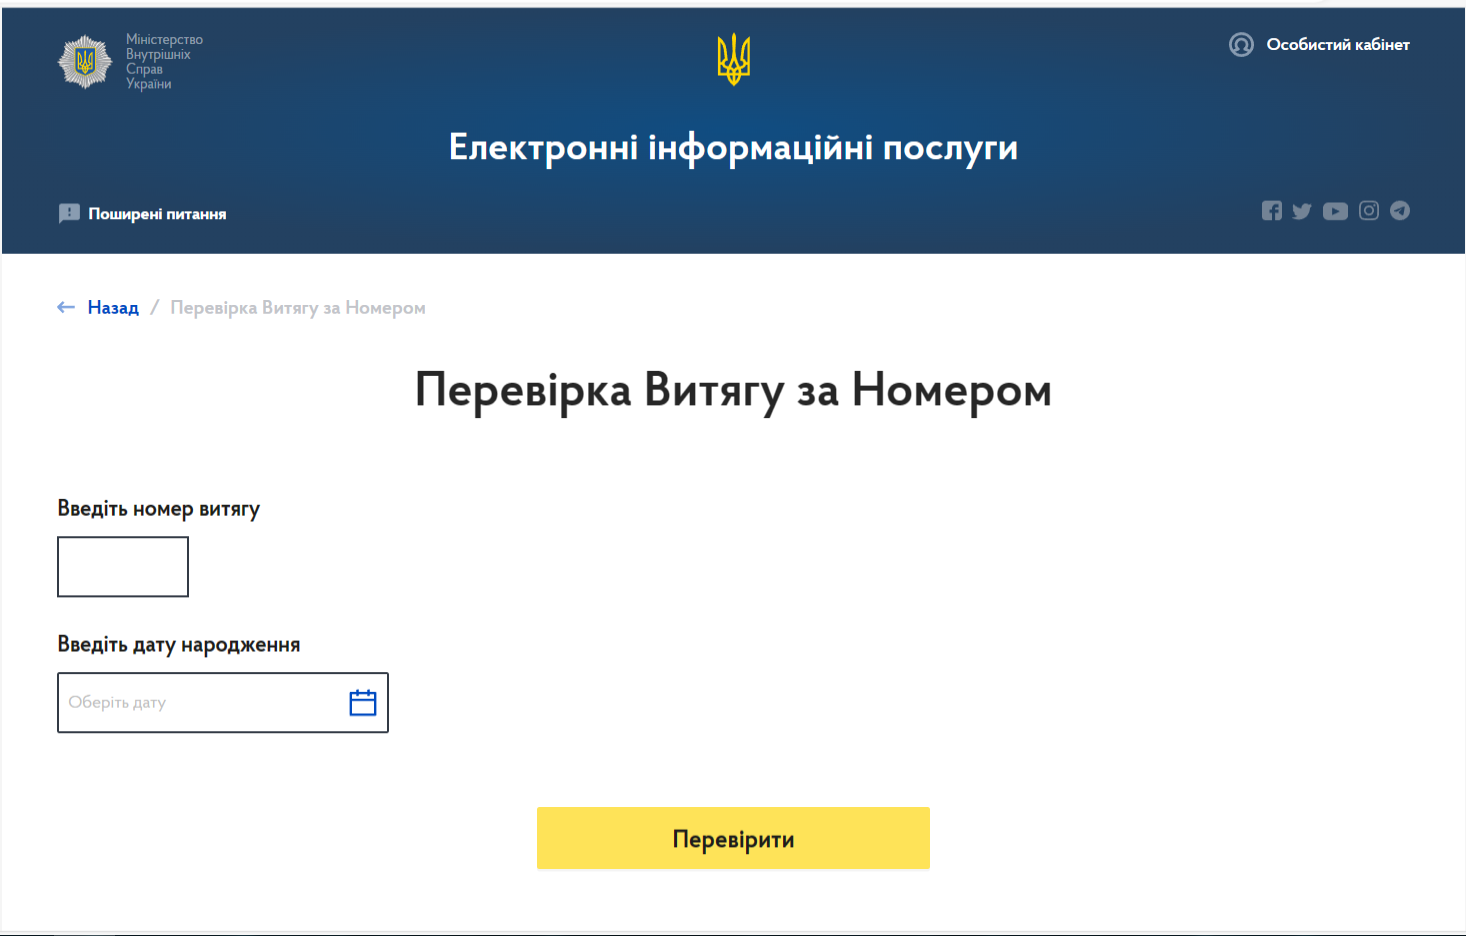 Міністерство
Внутрішніх
Справ
України
Особистий кабінет
Електронні інформаційні послуги
Поширені питання
← Назад / Перевірка Витягу за Номером
Перевірка Витягу за Номером
Введіть номер витягу
Введіть дату народження
Оберіть дату
Перевірити